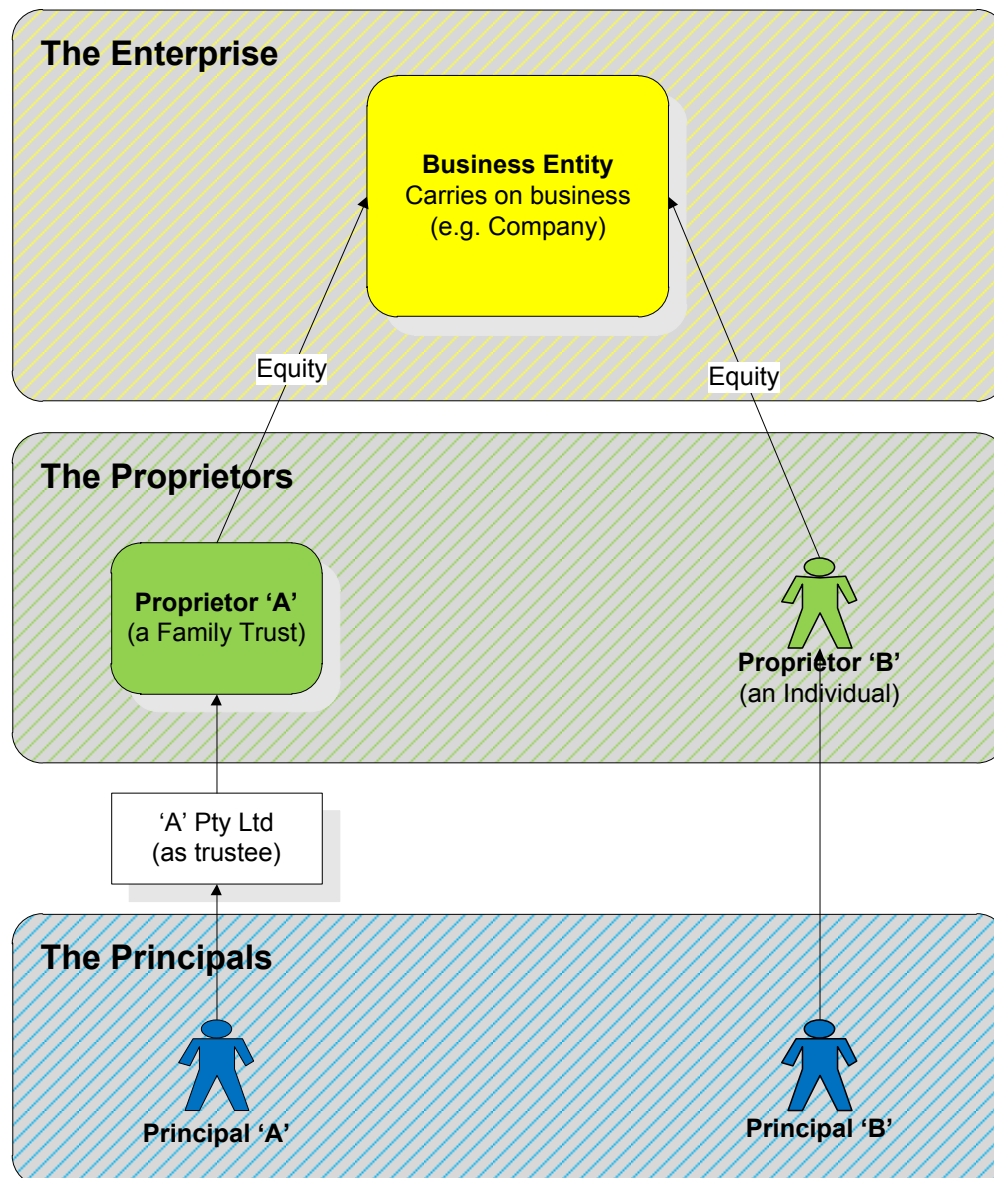 The Enterprise
Business Entity
Carries on business
(e.g. Company)
Equity
Equity
The Proprietors
Proprietor ‘A’
(a Family Trust)
Proprietor ‘B’
(an Individual)
‘A’ Pty Ltd
(as trustee)
The Principals
Principal ‘A’
Principal ‘B’